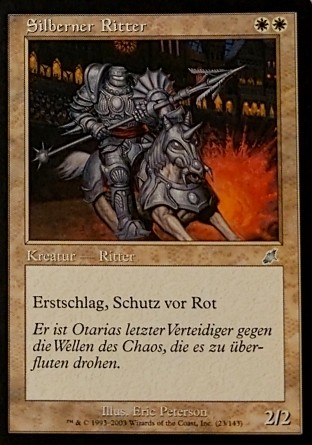 Silberner Ritter
Kreatur — Ritter
Erstschlag, Schutz vor Rot
Er ist Otarias letzter Verteidiger gegen
die Wellen des Chaos, die es zu über-
fluten drohen.
Illus. Eric Peterson
™ & © 1993-2003 Wizards of the Coast, Inc. (23/143)
2/2